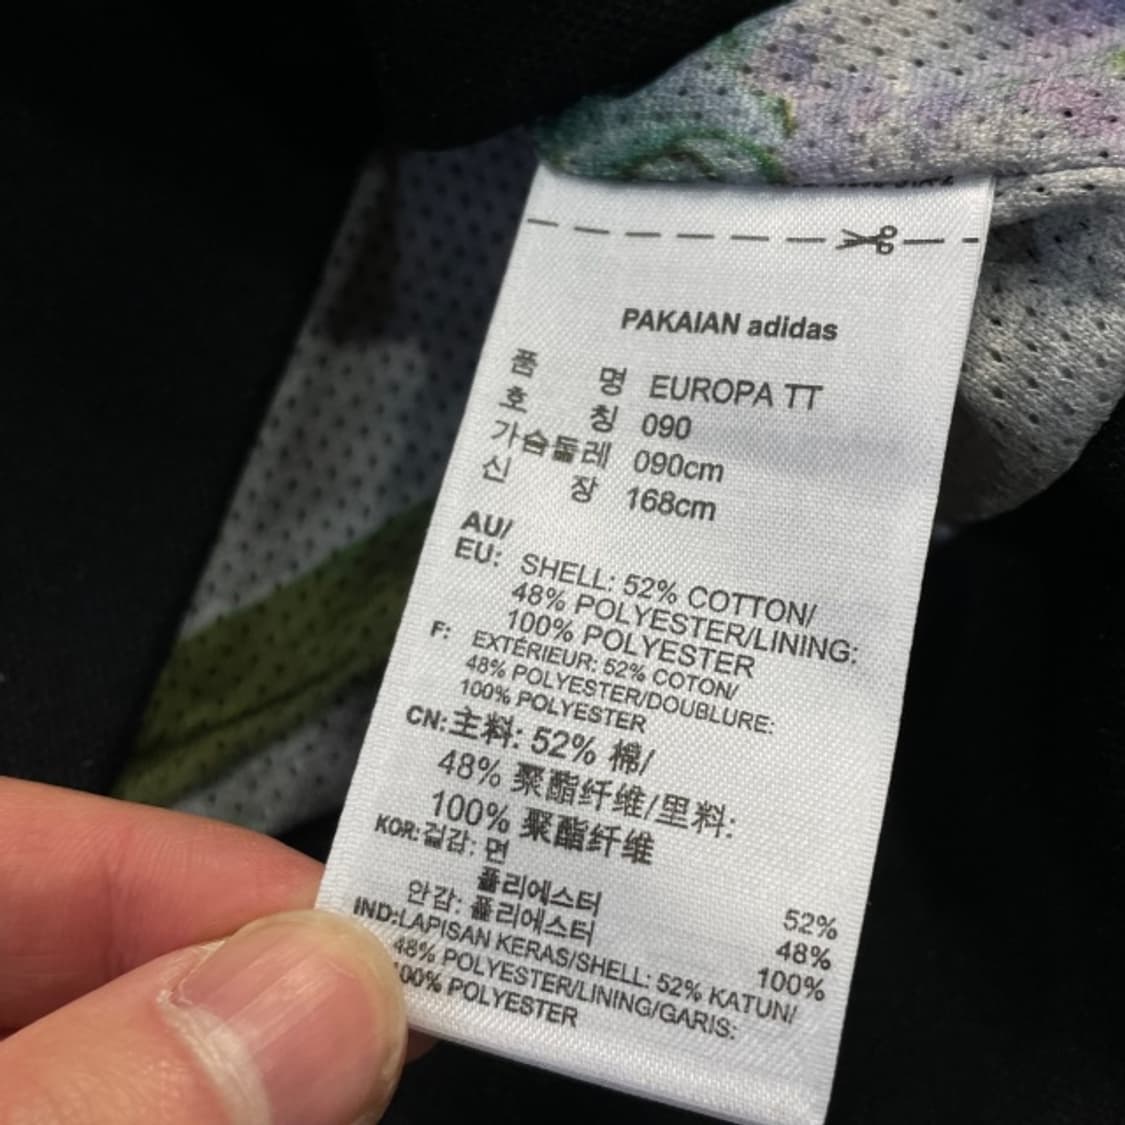 PAKAIAN adidas
품 명 EUROPA TT
호 칭 090
가슴둘레 090cm
신 장 168cm
AU/
EU: SHELL: 52% COTTON/
48% POLYESTER/LINING:
100% POLYESTER
F: EXTÉRIEUR: 52% COTON/
48% POLYESTER/DOUBLURE:
100% POLYESTER
CN:主料: 52% 棉/
48% 聚酯纤维/里料:
100% 聚酯纤维
KOR:겉감: 면 52%
폴리에스터 48%
안감: 폴리에스터 100%
IND:LAPISAN KERAS/SHELL: 52% KATUN/
48% POLYESTER/LINING/GARIS:
100% POLYESTER